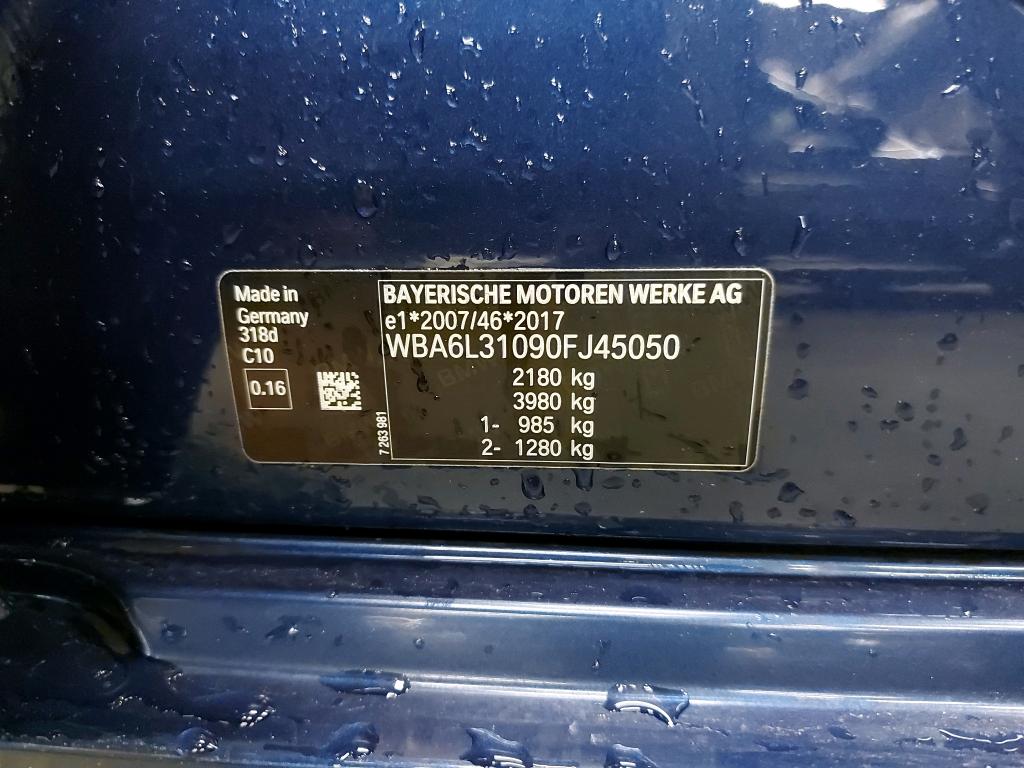 Made in
Germany
318d
C10
0.16
7 263 981
BAYERISCHE MOTOREN WERKE AG
e1*2007/46*2017
WBA6L31090FJ45050
2180 kg
3980 kg
1- 985 kg
2- 1280 kg